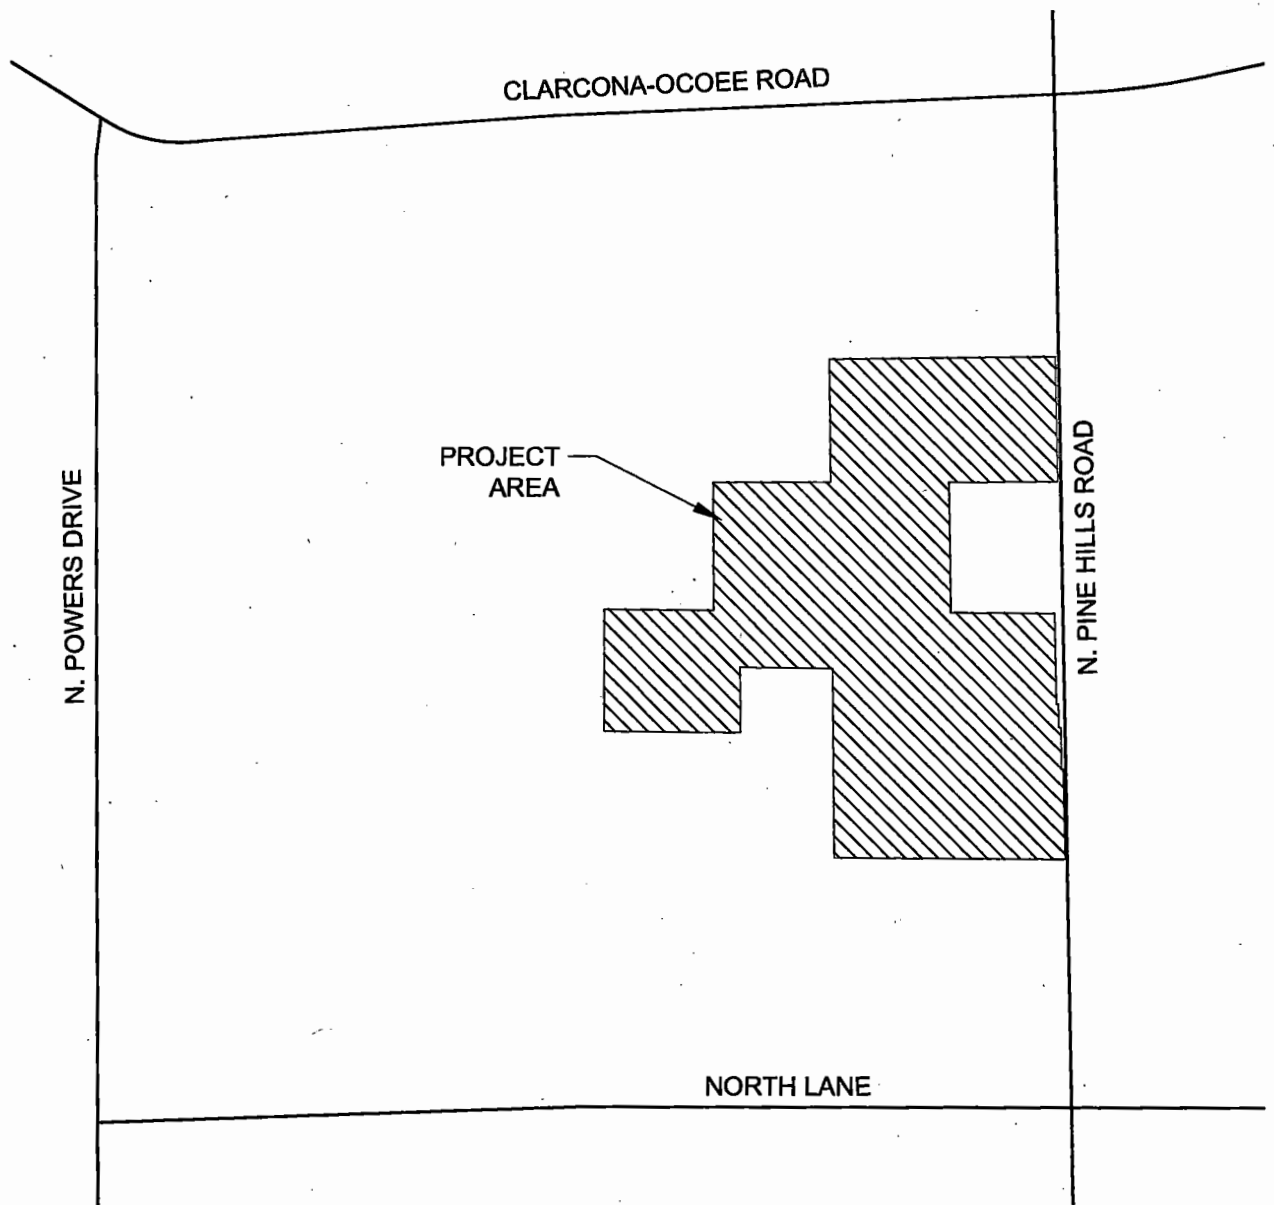 CLARCONA-OCOEE ROAD
PROJECT
AREA
N. POWERS DRIVE
N. PINE HILLS ROAD
NORTH LANE